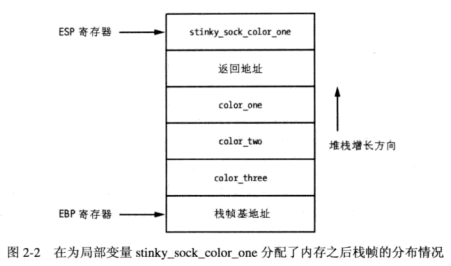 ESP 寄存器
stinky_sock_color_one
返回地址
color_one
color_two
color_three
EBP 寄存器
栈帧基地址
堆栈增长方向
图 2-2 在为局部变量 stinky_sock_color_one 分配了内存之后栈帧的分布情况